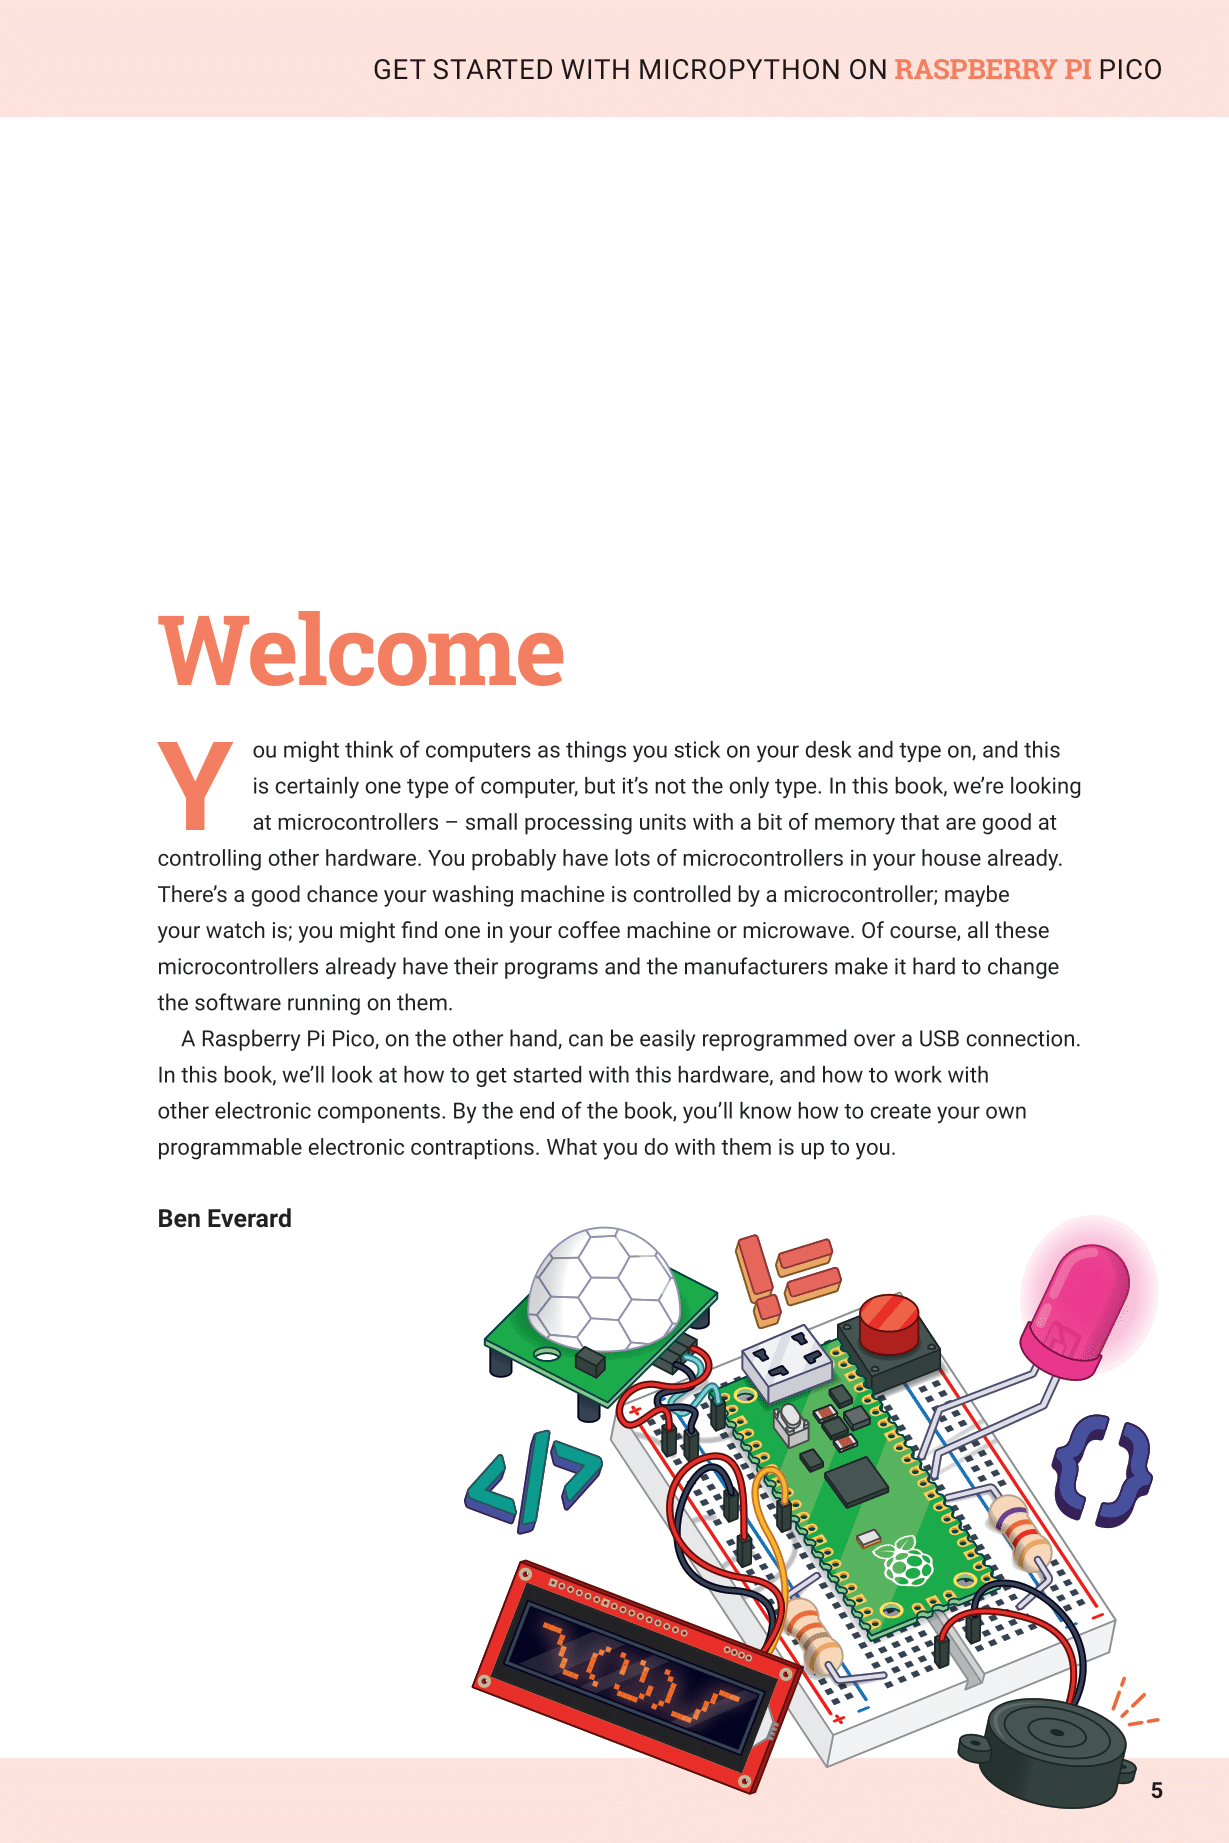 GET STARTED WITH MICROPYTHON ON RASPBERRY PI PICO
Welcome
You might think of computers as things you stick on your desk and type on, and this
is certainly one type of computer, but it’s not the only type. In this book, we’re looking
at microcontrollers – small processing units with a bit of memory that are good at
controlling other hardware. You probably have lots of microcontrollers in your house already.
There’s a good chance your washing machine is controlled by a microcontroller; maybe
your watch is; you might find one in your coffee machine or microwave. Of course, all these
microcontrollers already have their programs and the manufacturers make it hard to change
the software running on them.
A Raspberry Pi Pico, on the other hand, can be easily reprogrammed over a USB connection.
In this book, we’ll look at how to get started with this hardware, and how to work with
other electronic components. By the end of the book, you’ll know how to create your own
programmable electronic contraptions. What you do with them is up to you.
Ben Everard
!=
</>
{}
¯\(ツ)_/¯
5